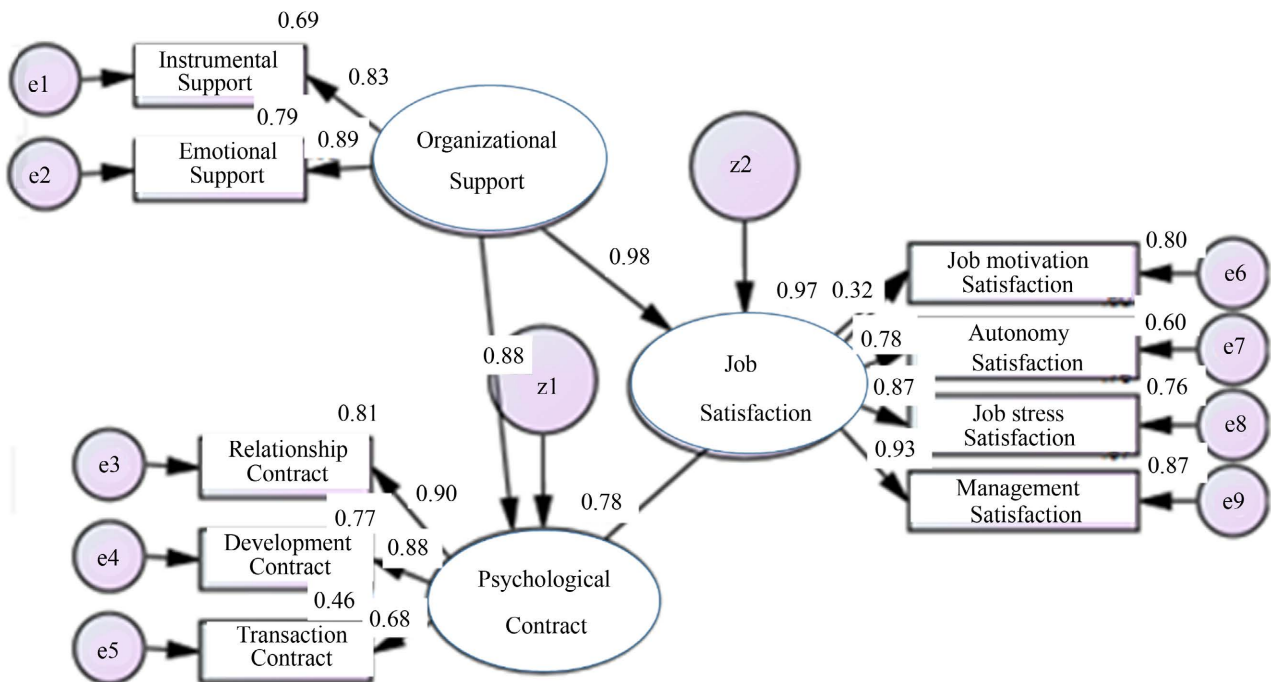 0.69
e1
Instrumental
Support
0.83
0.79
e2
Emotional
Support
0.89
Organizational
Support
z2
0.98
0.97 0.32
Job motivation
Satisfaction
0.80
e6
0.78
Autonomy
Satisfaction
0.60
e7
0.88
z1
Job
Satisfaction
0.87
Job stress
Satisfaction
0.76
e8
0.93
Management
Satisfaction
0.87
e9
0.81
e3
Relationship
Contract
0.90
0.78
0.77
e4
Development
Contract
0.88
Psychological
Contract
0.46
e5
Transaction
Contract
0.68